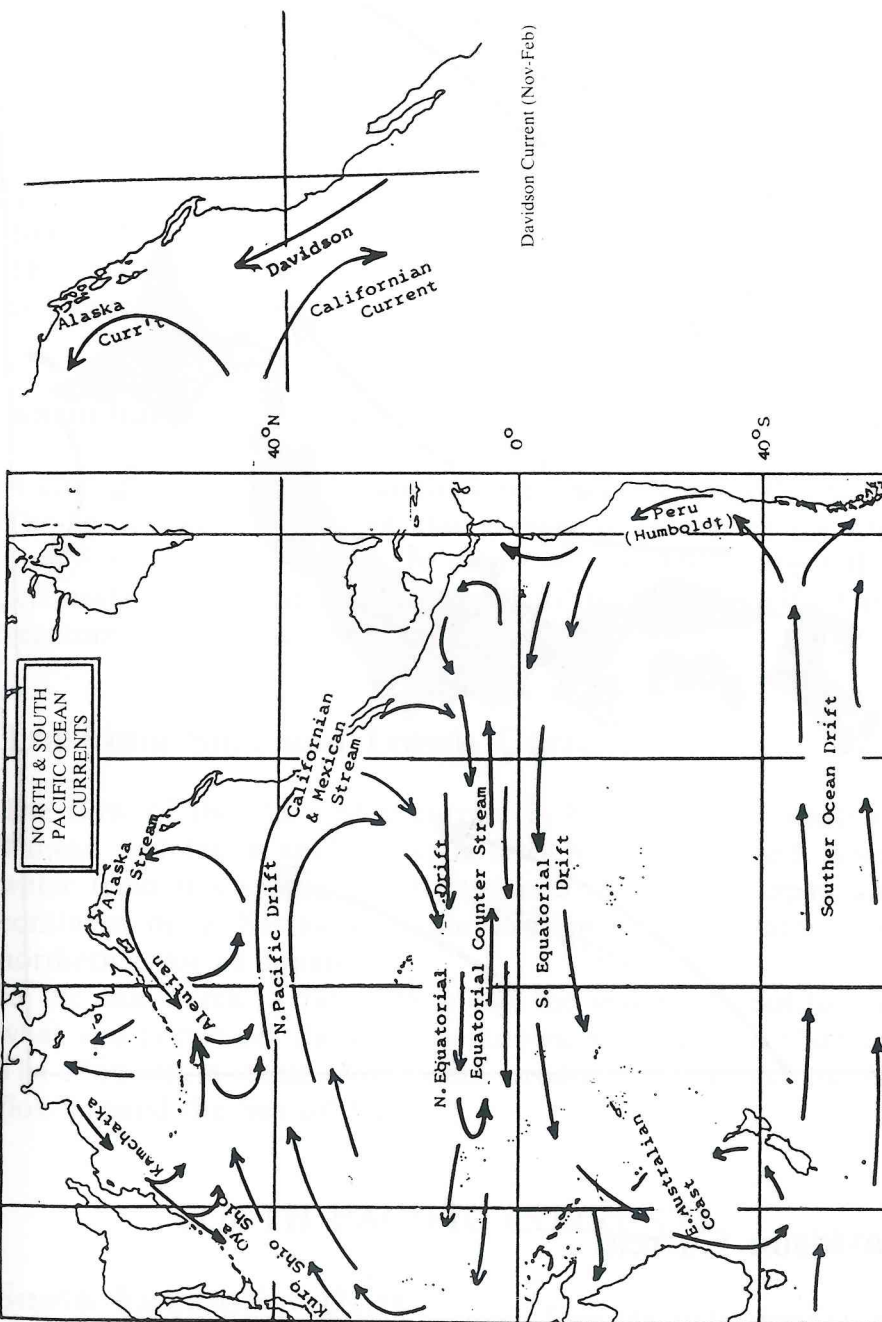 NORTH & SOUTH
PACIFIC OCEAN
CURRENTS
Alaska
Stream
Aleutian
Kamchatka
Oya
Shio
Kuro
Shio
N.Pacific Drift
Californian
& Mexican
Stream
N.Equatorial Drift
Equatorial Counter Stream
S. Equatorial
Drift
E.Australian
Coast
Peru
(Humboldt)
Souther Ocean Drift
40°N
0°
40°S
Alaska
Curr't
Davidson
Californian
Current
Davidson Current (Nov-Feb)